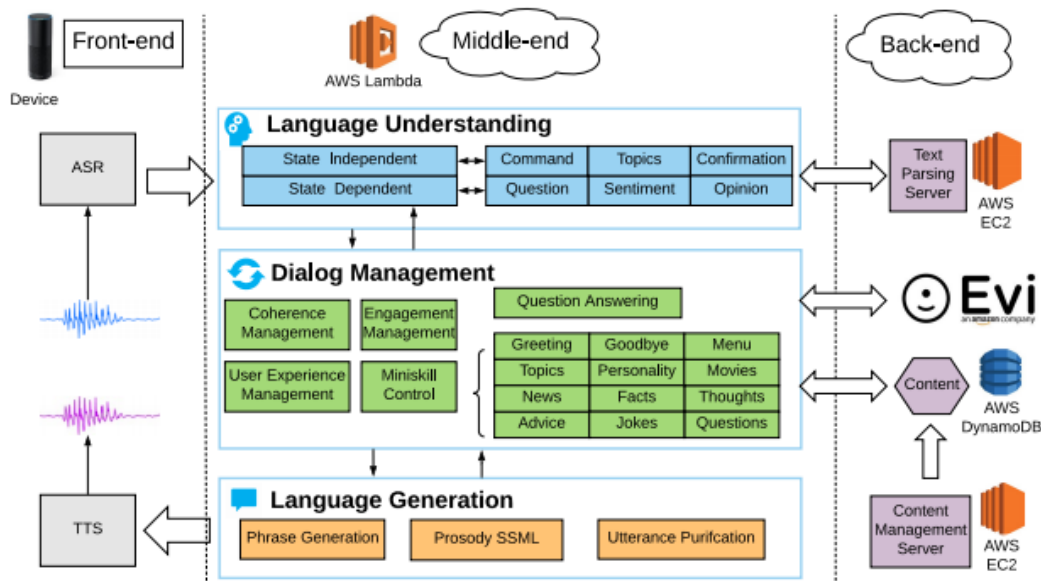 Front-end
Device
ASR
TTS
AWS Lambda
Middle-end
Language Understanding
State Independent
State Dependent
Command
Topics
Confirmation
Question
Sentiment
Opinion
Dialog Management
Coherence
Management
Engagement
Management
User Experience
Management
Miniskill
Control
Question Answering
Greeting
Goodbye
Menu
Topics
Personality
Movies
News
Facts
Thoughts
Advice
Jokes
Questions
Language Generation
Phrase Generation
Prosody SSML
Utterance Purifcation
Back-end
Text
Parsing
Server
AWS
EC2
Evi
an amazon company
Content
AWS
DynamoDB
Content
Management
Server
AWS
EC2